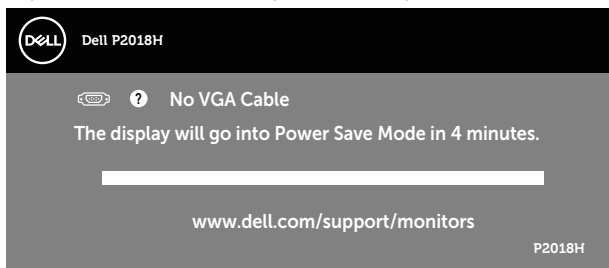 DELL Dell P2018H
? No VGA Cable
The display will go into Power Save Mode in 4 minutes.
www.dell.com/support/monitors
P2018H